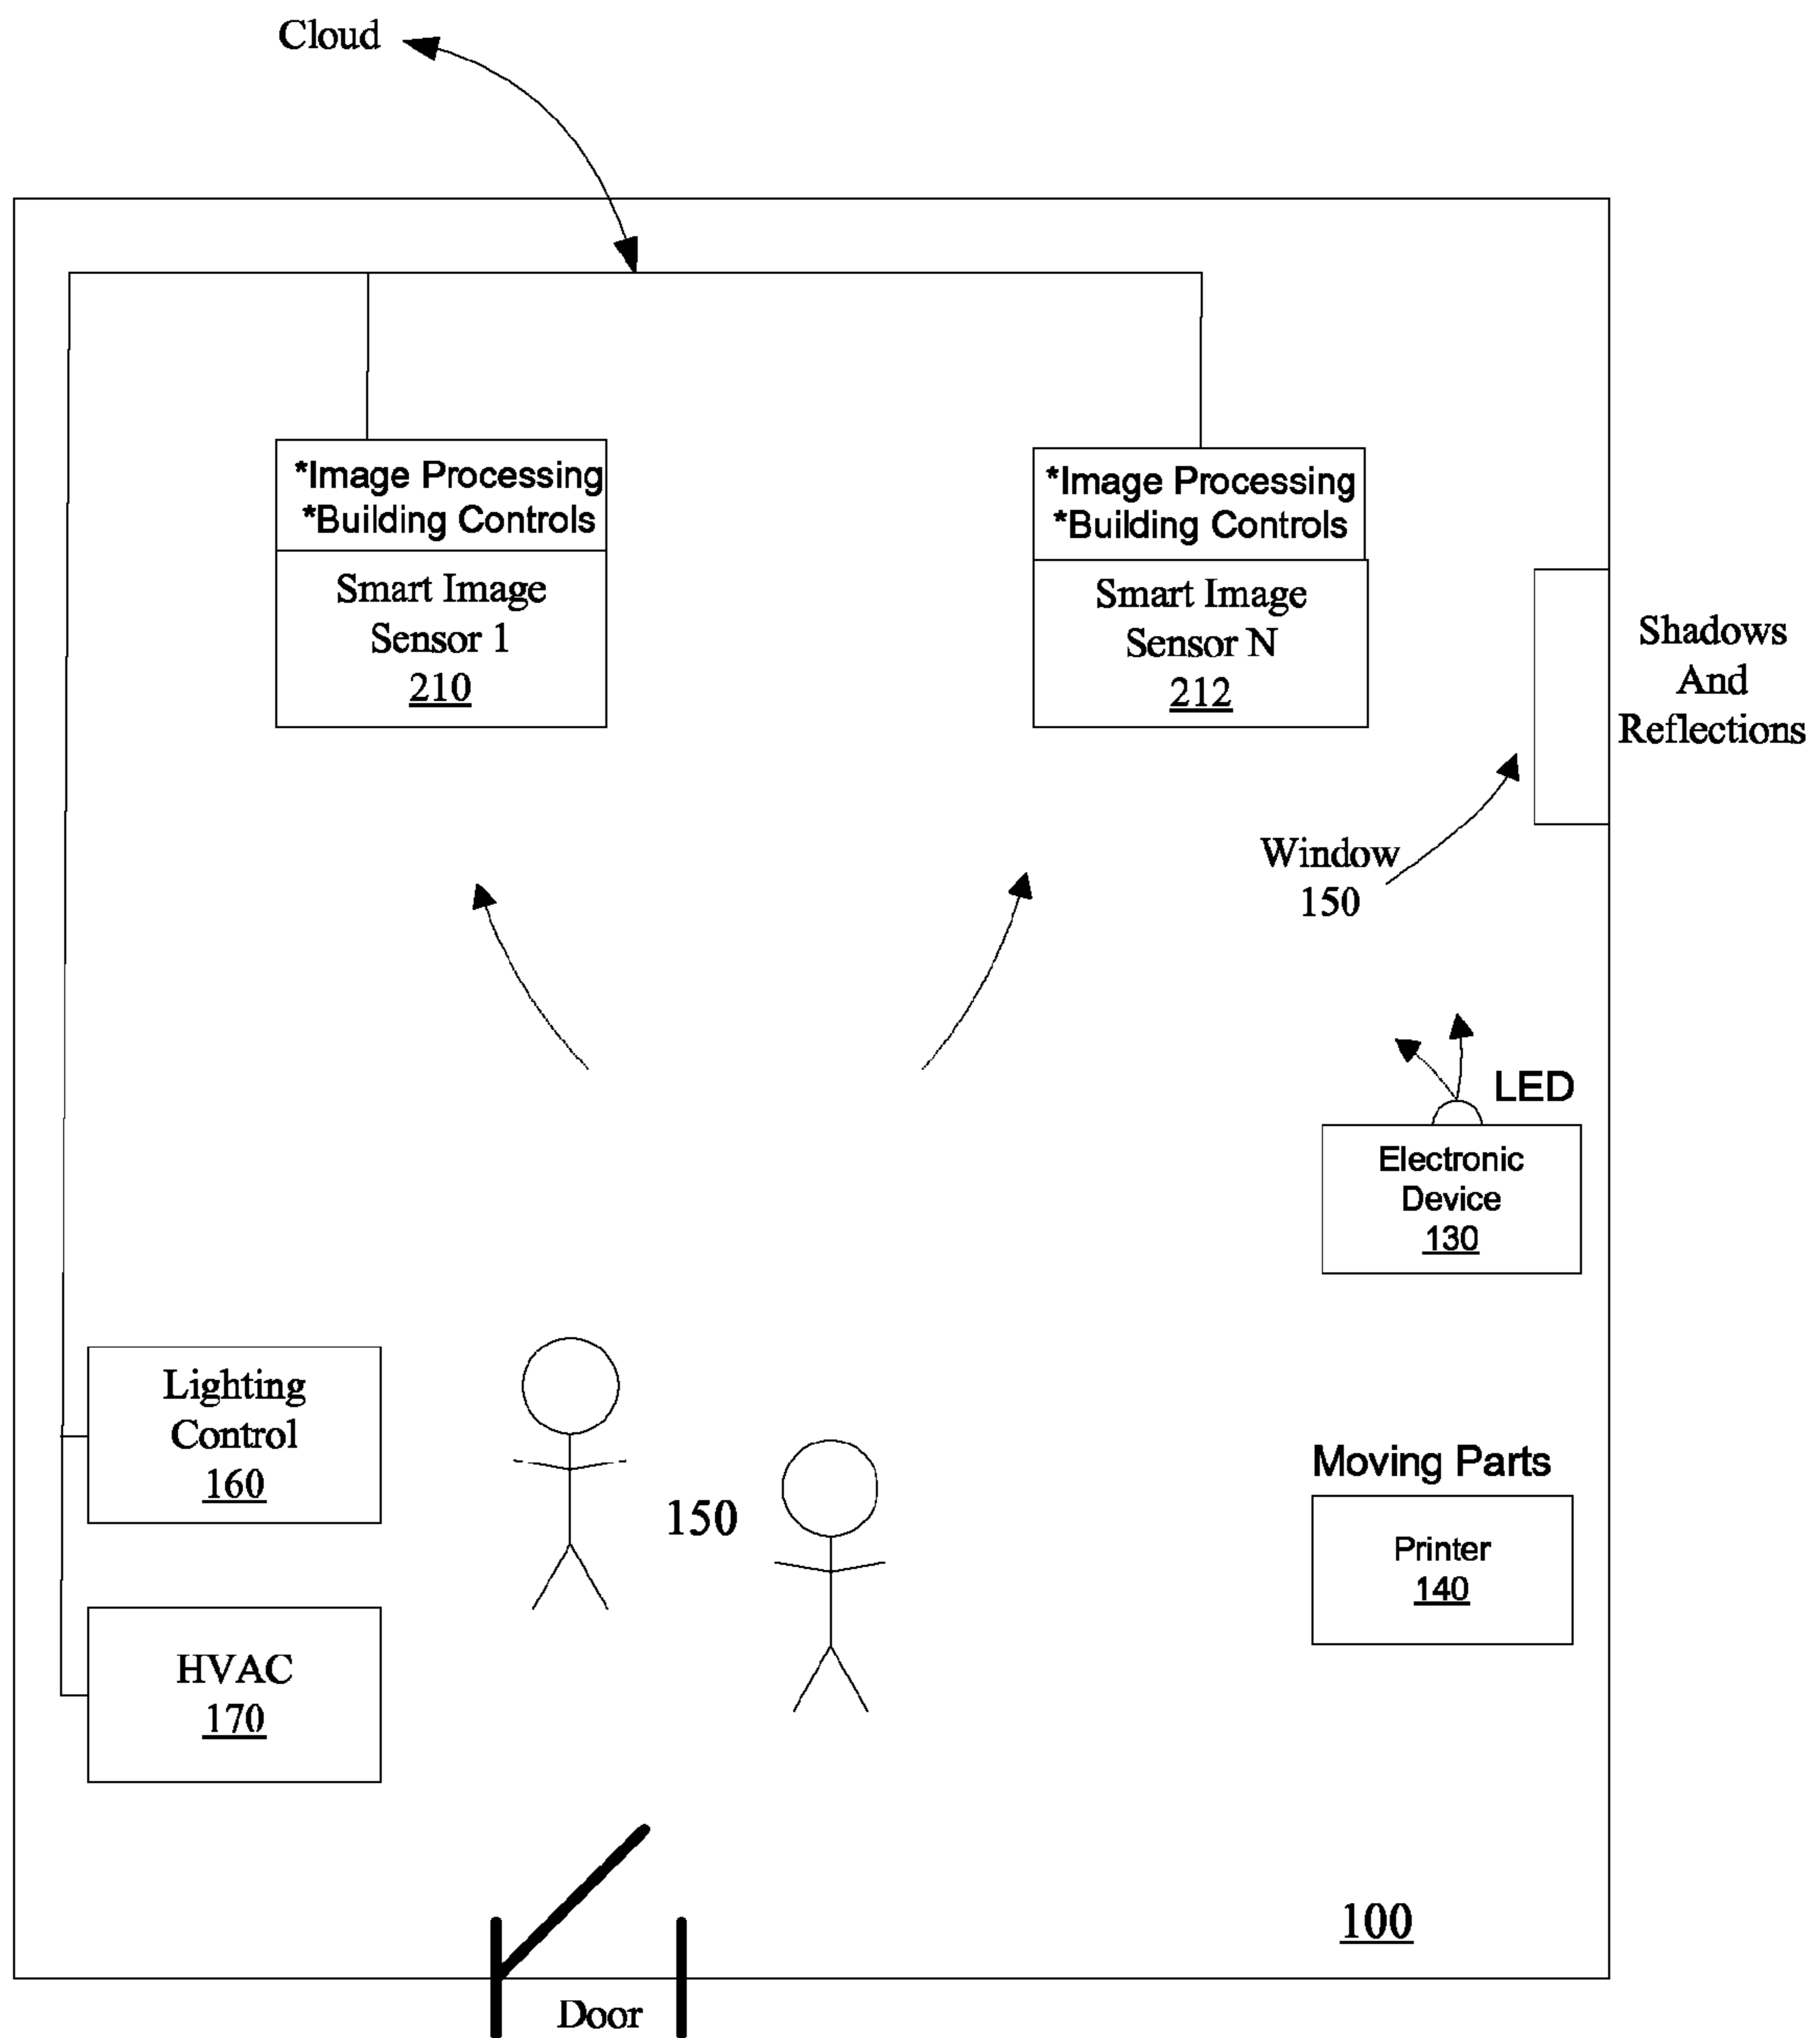 Cloud
*Image Processing
*Building Controls
Smart Image
Sensor 1
210
*Image Processing
*Building Controls
Smart Image
Sensor N
212
Shadows
And
Reflections
Window
150
LED
Electronic
Device
130
Lighting
Control
160
150
Moving Parts
Printer
140
HVAC
170
100
Door